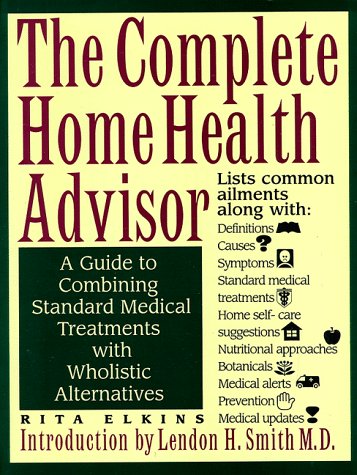 The Complete
Home Health
Advisor
Lists common
ailments
along with:
Definitions
Causes
Symptoms
Standard medical
treatments
Home self- care
suggestions
Nutritional approaches
Botanicals
Medical alerts
Prevention
Medical updates
A Guide to
Combining
Standard Medical
Treatments
with
Wholistic
Alternatives
RITA ELKINS
Introduction by Lendon H. Smith M.D.